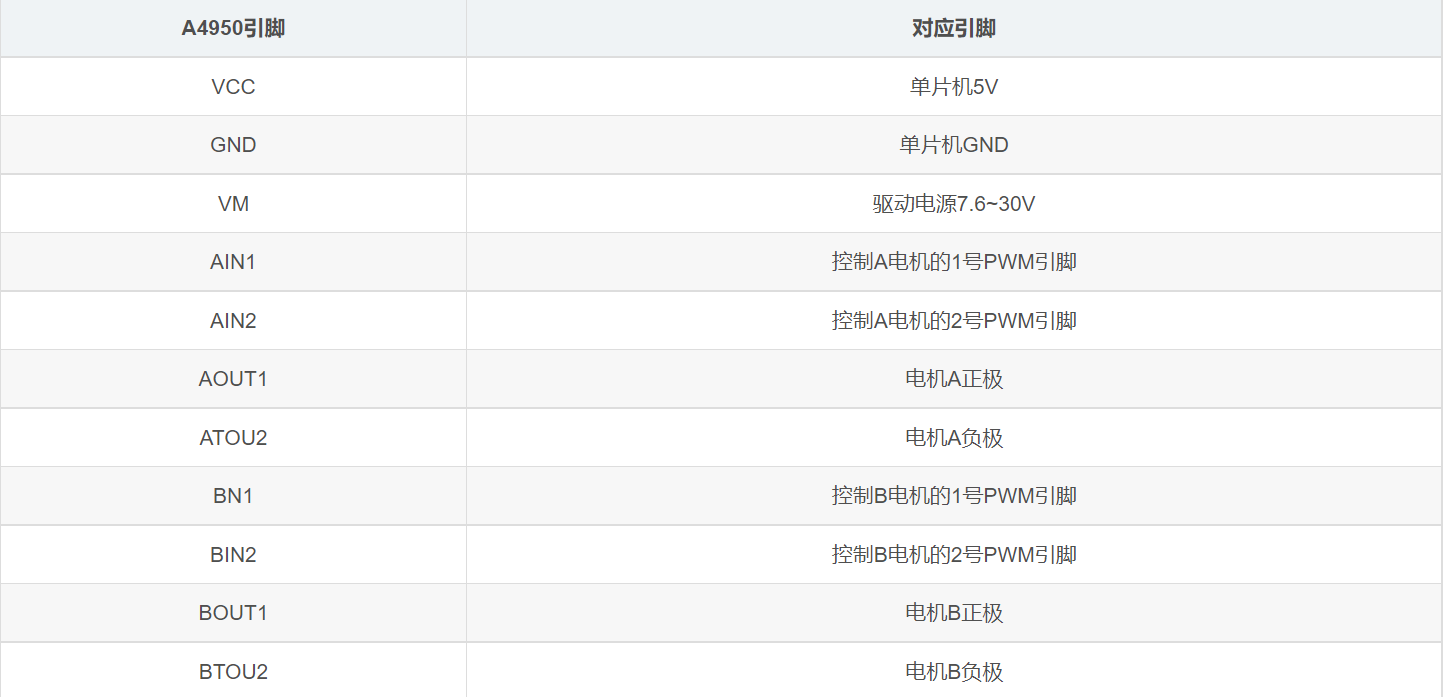 A4950引脚 对应引脚
VCC 单片机5V
GND 单片机GND
VM 驱动电源7.6~30V
AIN1 控制A电机的1号PWM引脚
AIN2 控制A电机的2号PWM引脚
AOUT1 电机A正极
ATOU2 电机A负极
BN1 控制B电机的1号PWM引脚
BIN2 控制B电机的2号PWM引脚
BOUT1 电机B正极
BTOU2 电机B负极